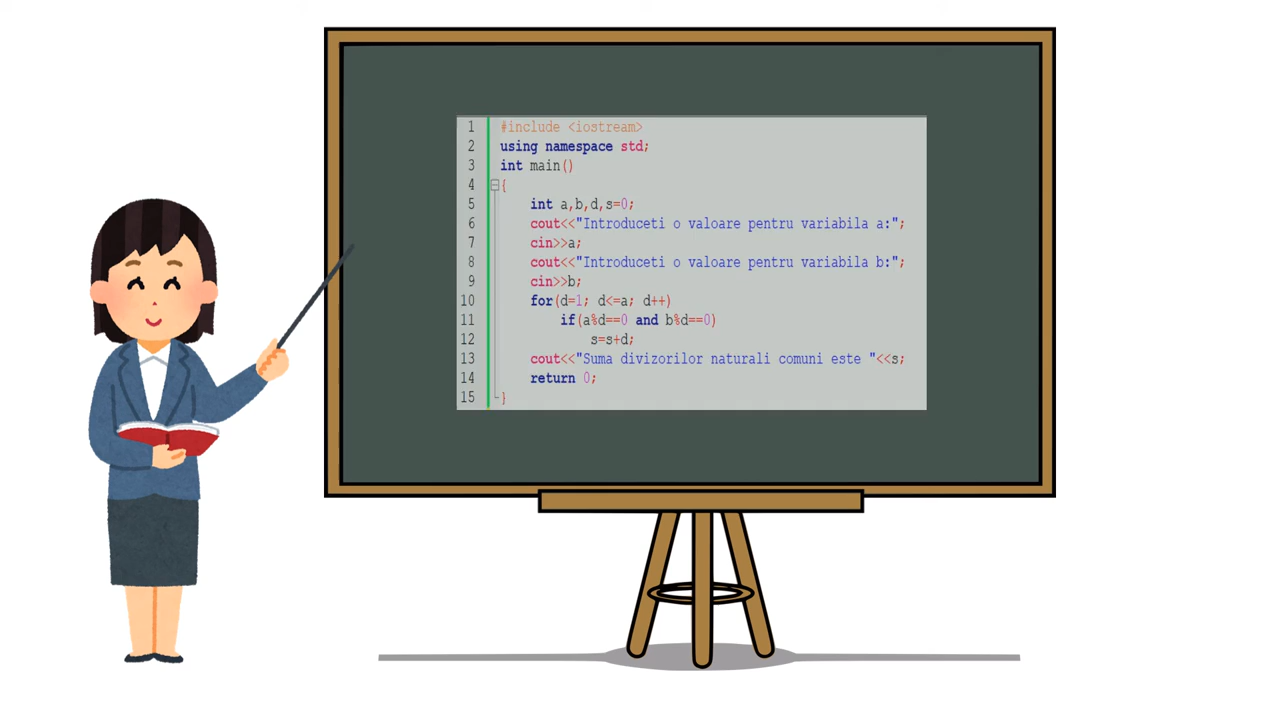 1 #include <iostream>
2 using namespace std;
3 int main()
4 {
5 int a,b,d,s=0;
6 cout<<"Introduceti o valoare pentru variabila a:";
7 cin>>a;
8 cout<<"Introduceti o valoare pentru variabila b:";
9 cin>>b;
10 for(d=1; d<=a; d++)
11 if(a%d==0 and b%d==0)
12 s=s+d;
13 cout<<"Suma divizorilor naturali comuni este "<<s;
14 return 0;
15 }